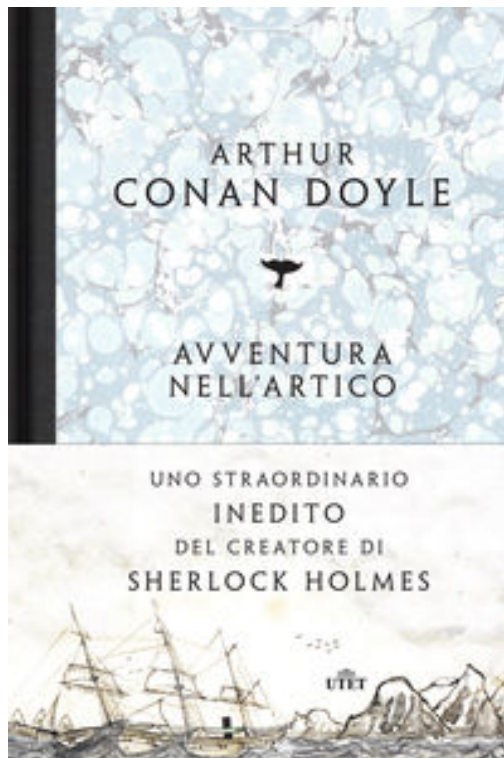 ARTHUR
CONAN DOYLE
AVVENTURA
NELL'ARTICO
UNO STRAORDINARIO
INEDITO
DEL CREATORE DI
SHERLOCK HOLMES
UTET